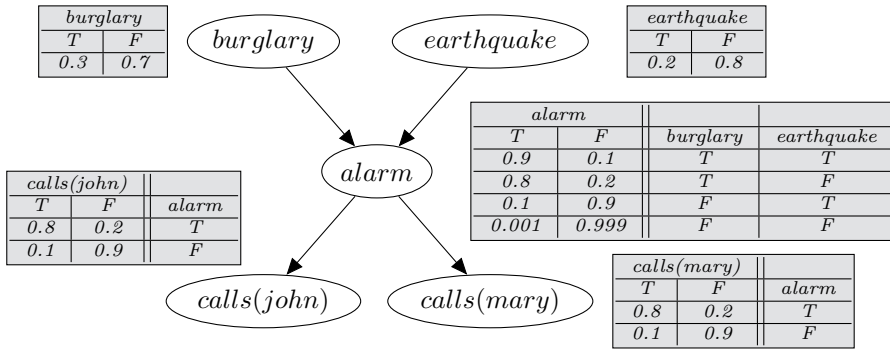 burglary
T F
0.3 0.7
burglary
earthquake
earthquake
T F
0.2 0.8
alarm
T F burglary earthquake
0.9 0.1 T T
0.8 0.2 T F
0.1 0.9 F T
0.001 0.999 F F
alarm
calls(john)
T F alarm
0.8 0.2 T
0.1 0.9 F
calls(john)
calls(mary)
calls(mary)
T F alarm
0.8 0.2 T
0.1 0.9 F